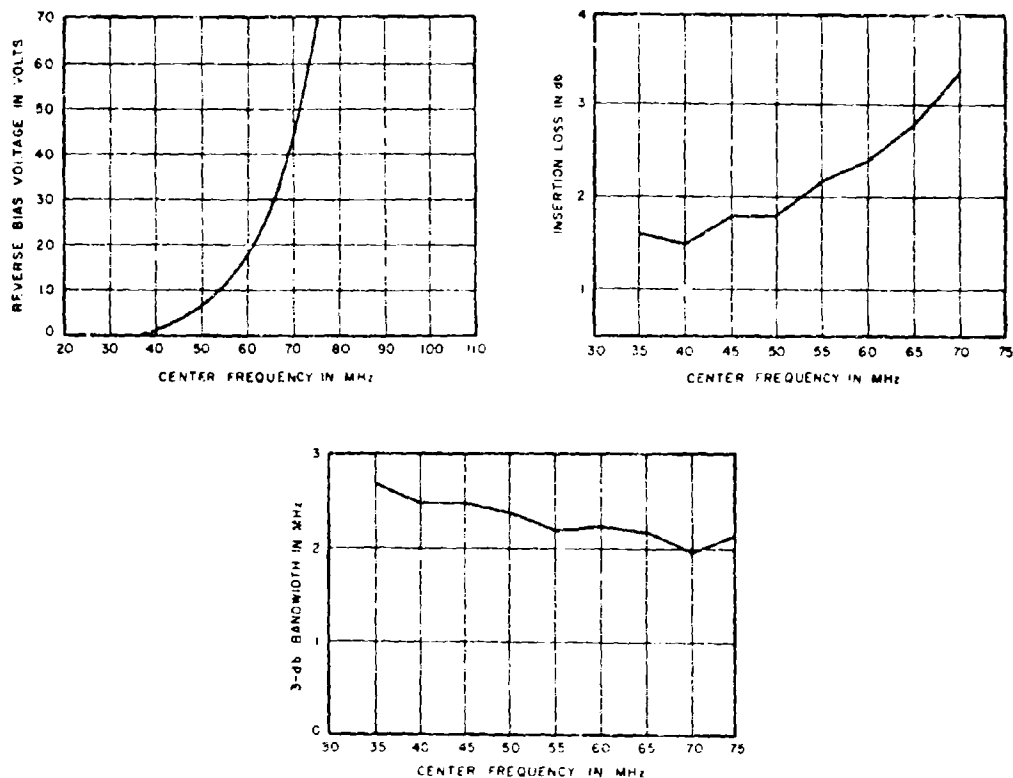 REVERSE BIAS VOLTAGE IN VOLTS
70
60
50
40
30
20
10
0
20 30 40 50 60 70 80 90 100 110
CENTER FREQUENCY IN MHz
INSERTION LOSS IN db
4
3
2
1
30 35 40 45 50 55 60 65 70 75
CENTER FREQUENCY IN MHz
3-db BANDWIDTH IN MHz
3
2
1
0
30 35 40 45 50 55 60 65 70 75
CENTER FREQUENCY IN MHz